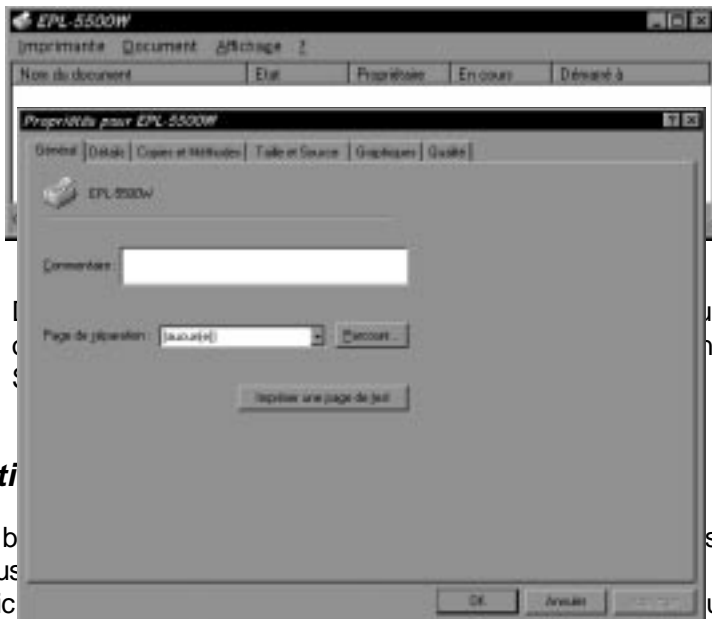 EPL-5500W
Imprimante Document Affichage ?
Nom du document Etat Propriétaire En cours Démarré à
Propriétés pour EPL-5500W
Général Détails Copies et Méthodes Taille et Source Graphiques Qualité
EPL-5500W
Commentaire :
Page de séparation : (aucun(e)) Parcourir...
Imprimer une page de test
OK Annuler